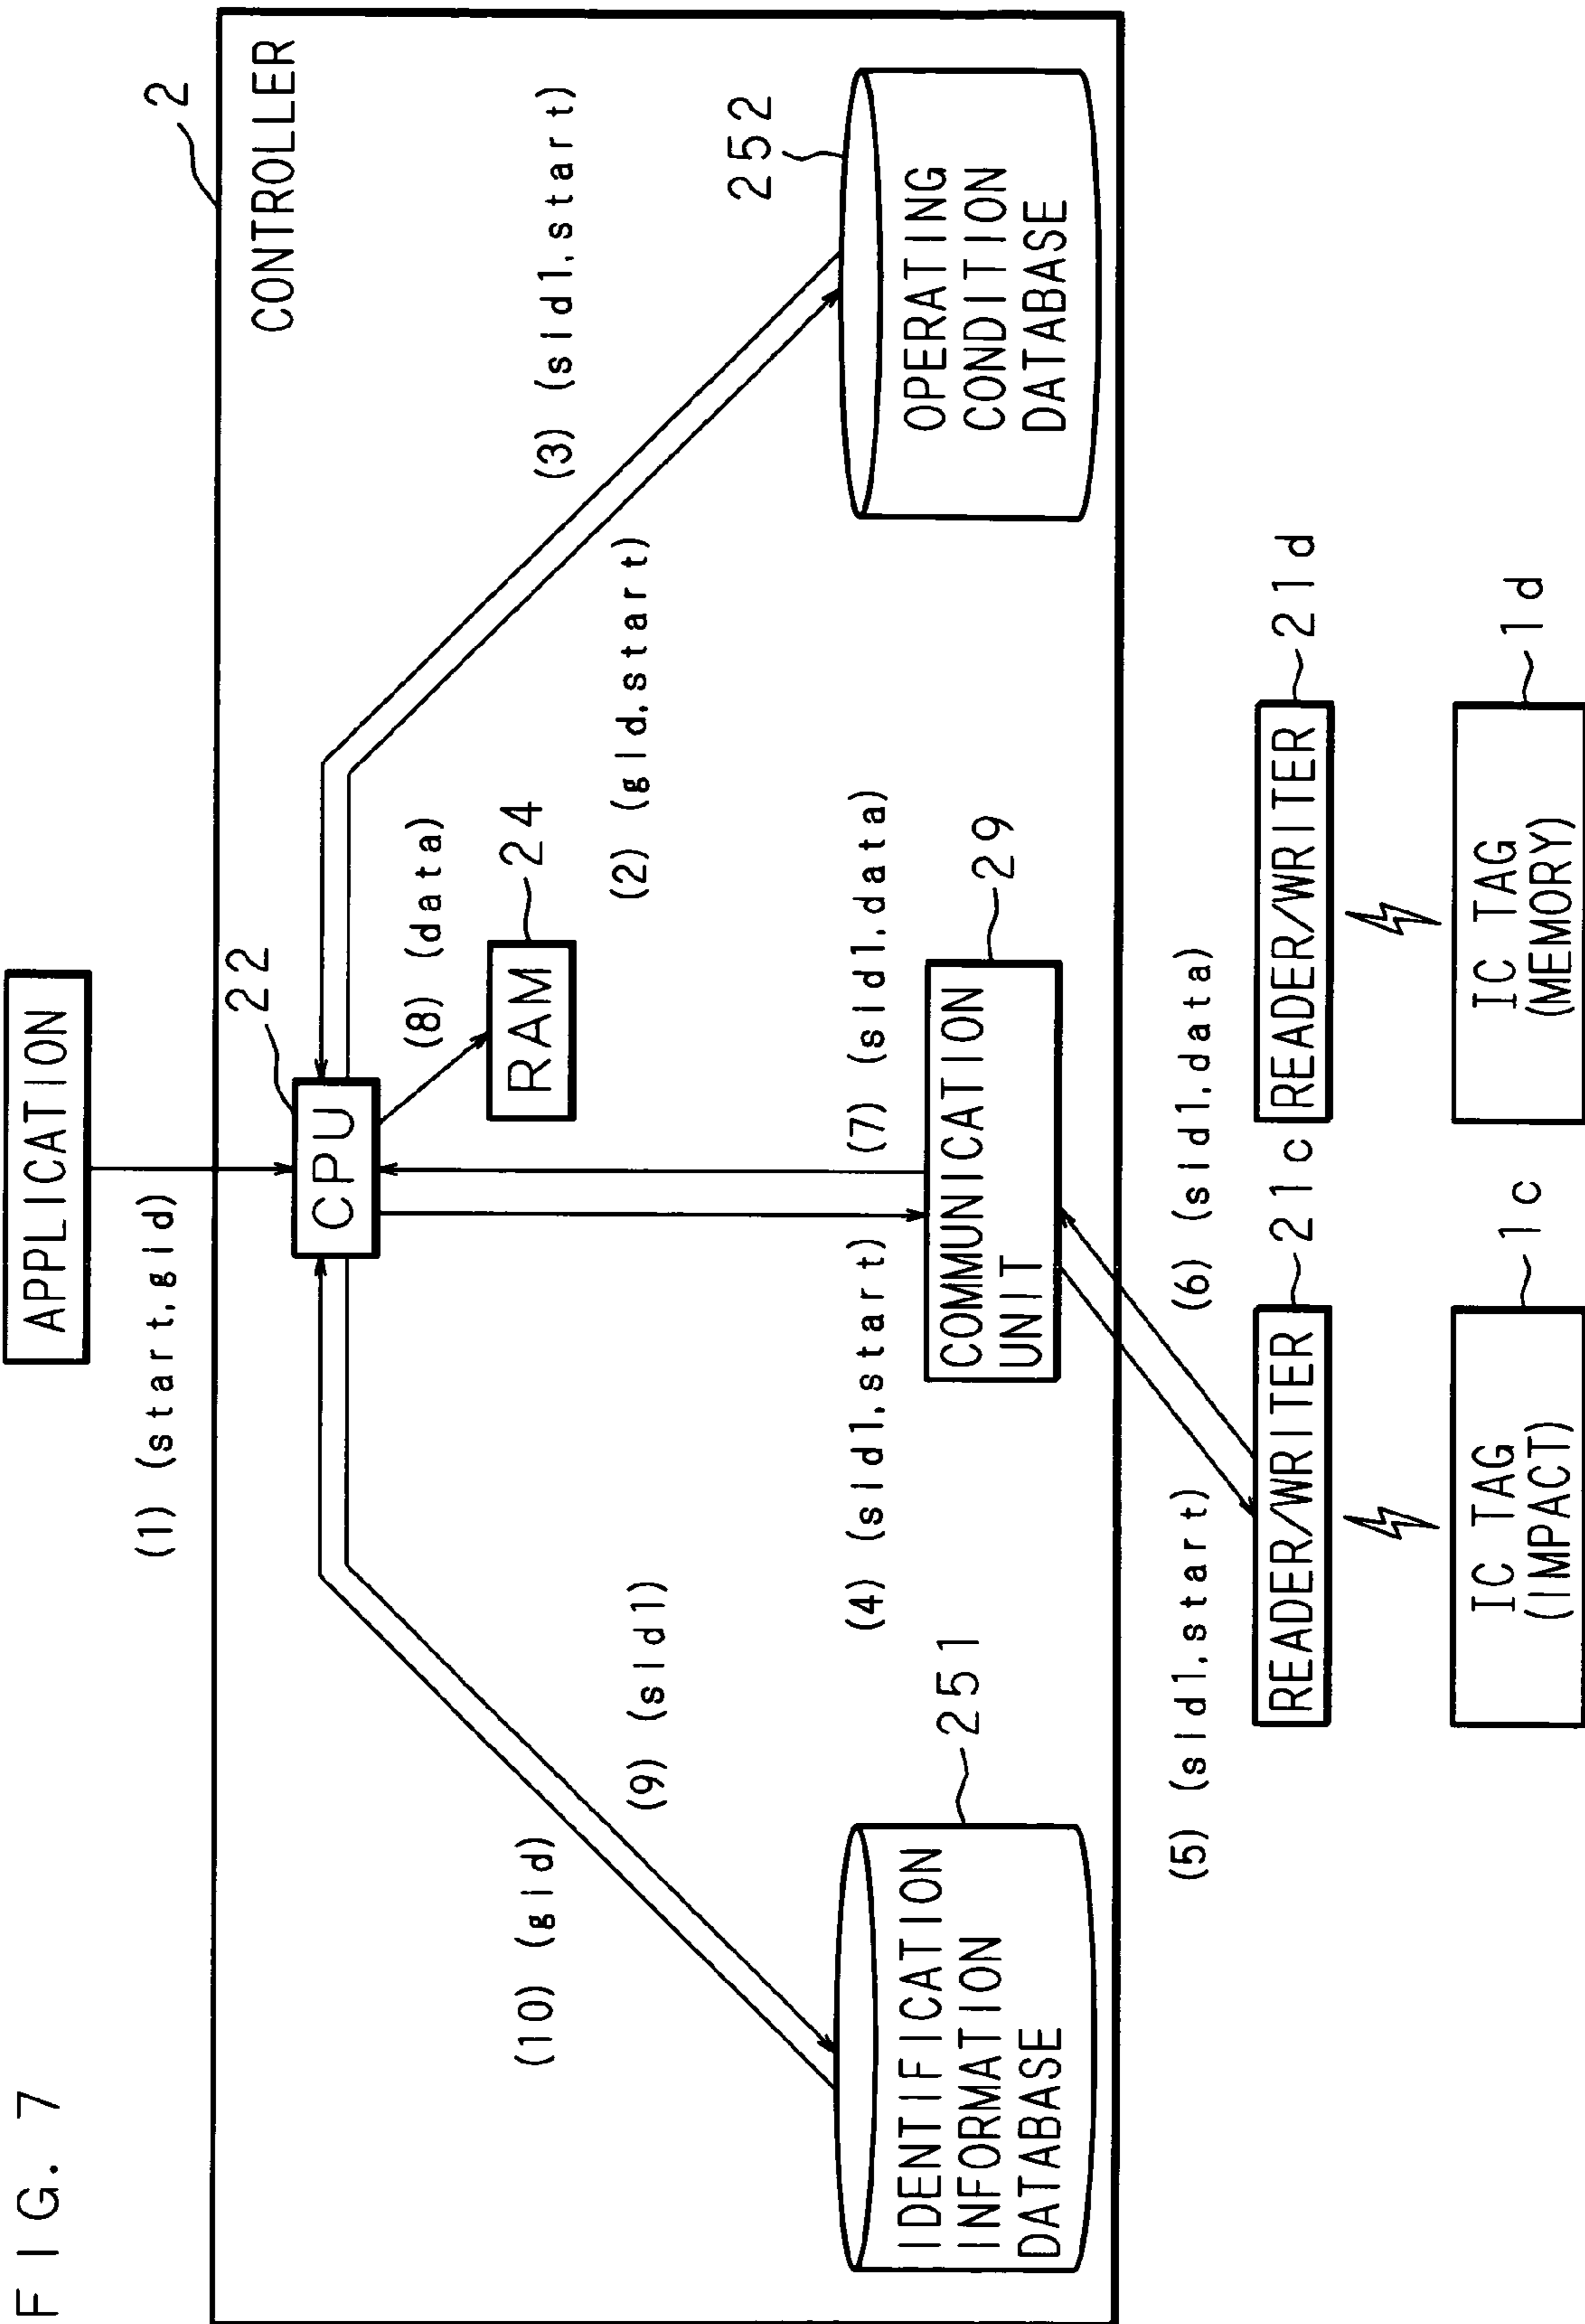 FIG. 7
APPLICATION
(1) (start,gid)
2
CONTROLLER
22
CPU
(8) (data)
RAM
24
(3) (sid1,start)
(2) (gid,start)
(10) (gid)
(9) (sid1)
251
IDENTIFICATION
INFORMATION
DATABASE
(4) (sid1,start)
(7) (sid1,data)
COMMUNICATION
UNIT
29
252
OPERATING
CONDITION
DATABASE
(5) (sid1,start)
(6) (sid1,data)
READER/WRITER
21c
READER/WRITER
21d
IC TAG
(IMPACT)
1c
IC TAG
(MEMORY)
1d